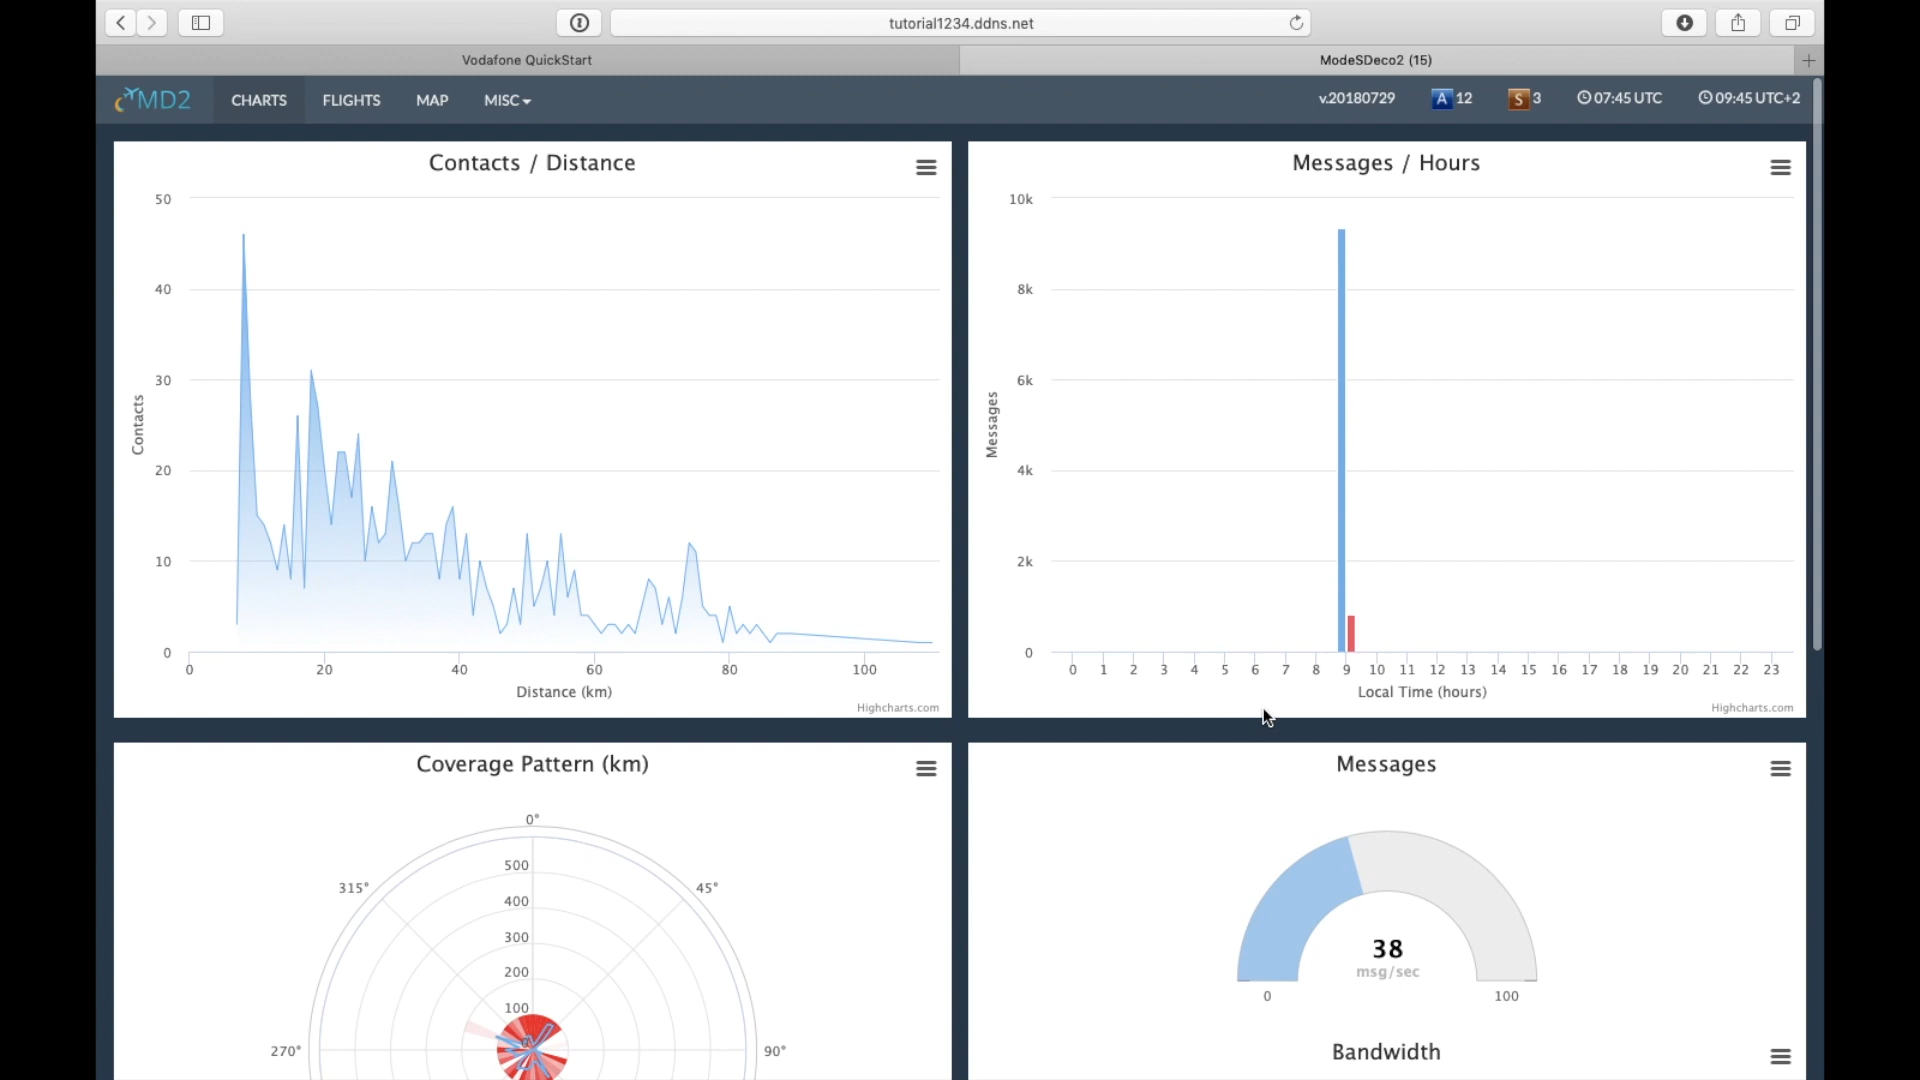 tutorial1234.ddns.net
Vodafone QuickStart
ModeSDeco2 (15)
MD2
CHARTS
FLIGHTS
MAP
MISC
v.20180729
A 12
S 3
07:45 UTC
09:45 UTC+2
Contacts / Distance
50
40
30
20
10
0
Contacts
0 20 40 60 80 100
Distance (km)
Highcharts.com
Messages / Hours
10k
8k
6k
4k
2k
0
Messages
0 1 2 3 4 5 6 7 8 9 10 11 12 13 14 15 16 17 18 19 20 21 22 23
Local Time (hours)
Highcharts.com
Coverage Pattern (km)
0°
315°
45°
500
400
300
200
100
0
270°
90°
Messages
38
msg/sec
0 100
Bandwidth